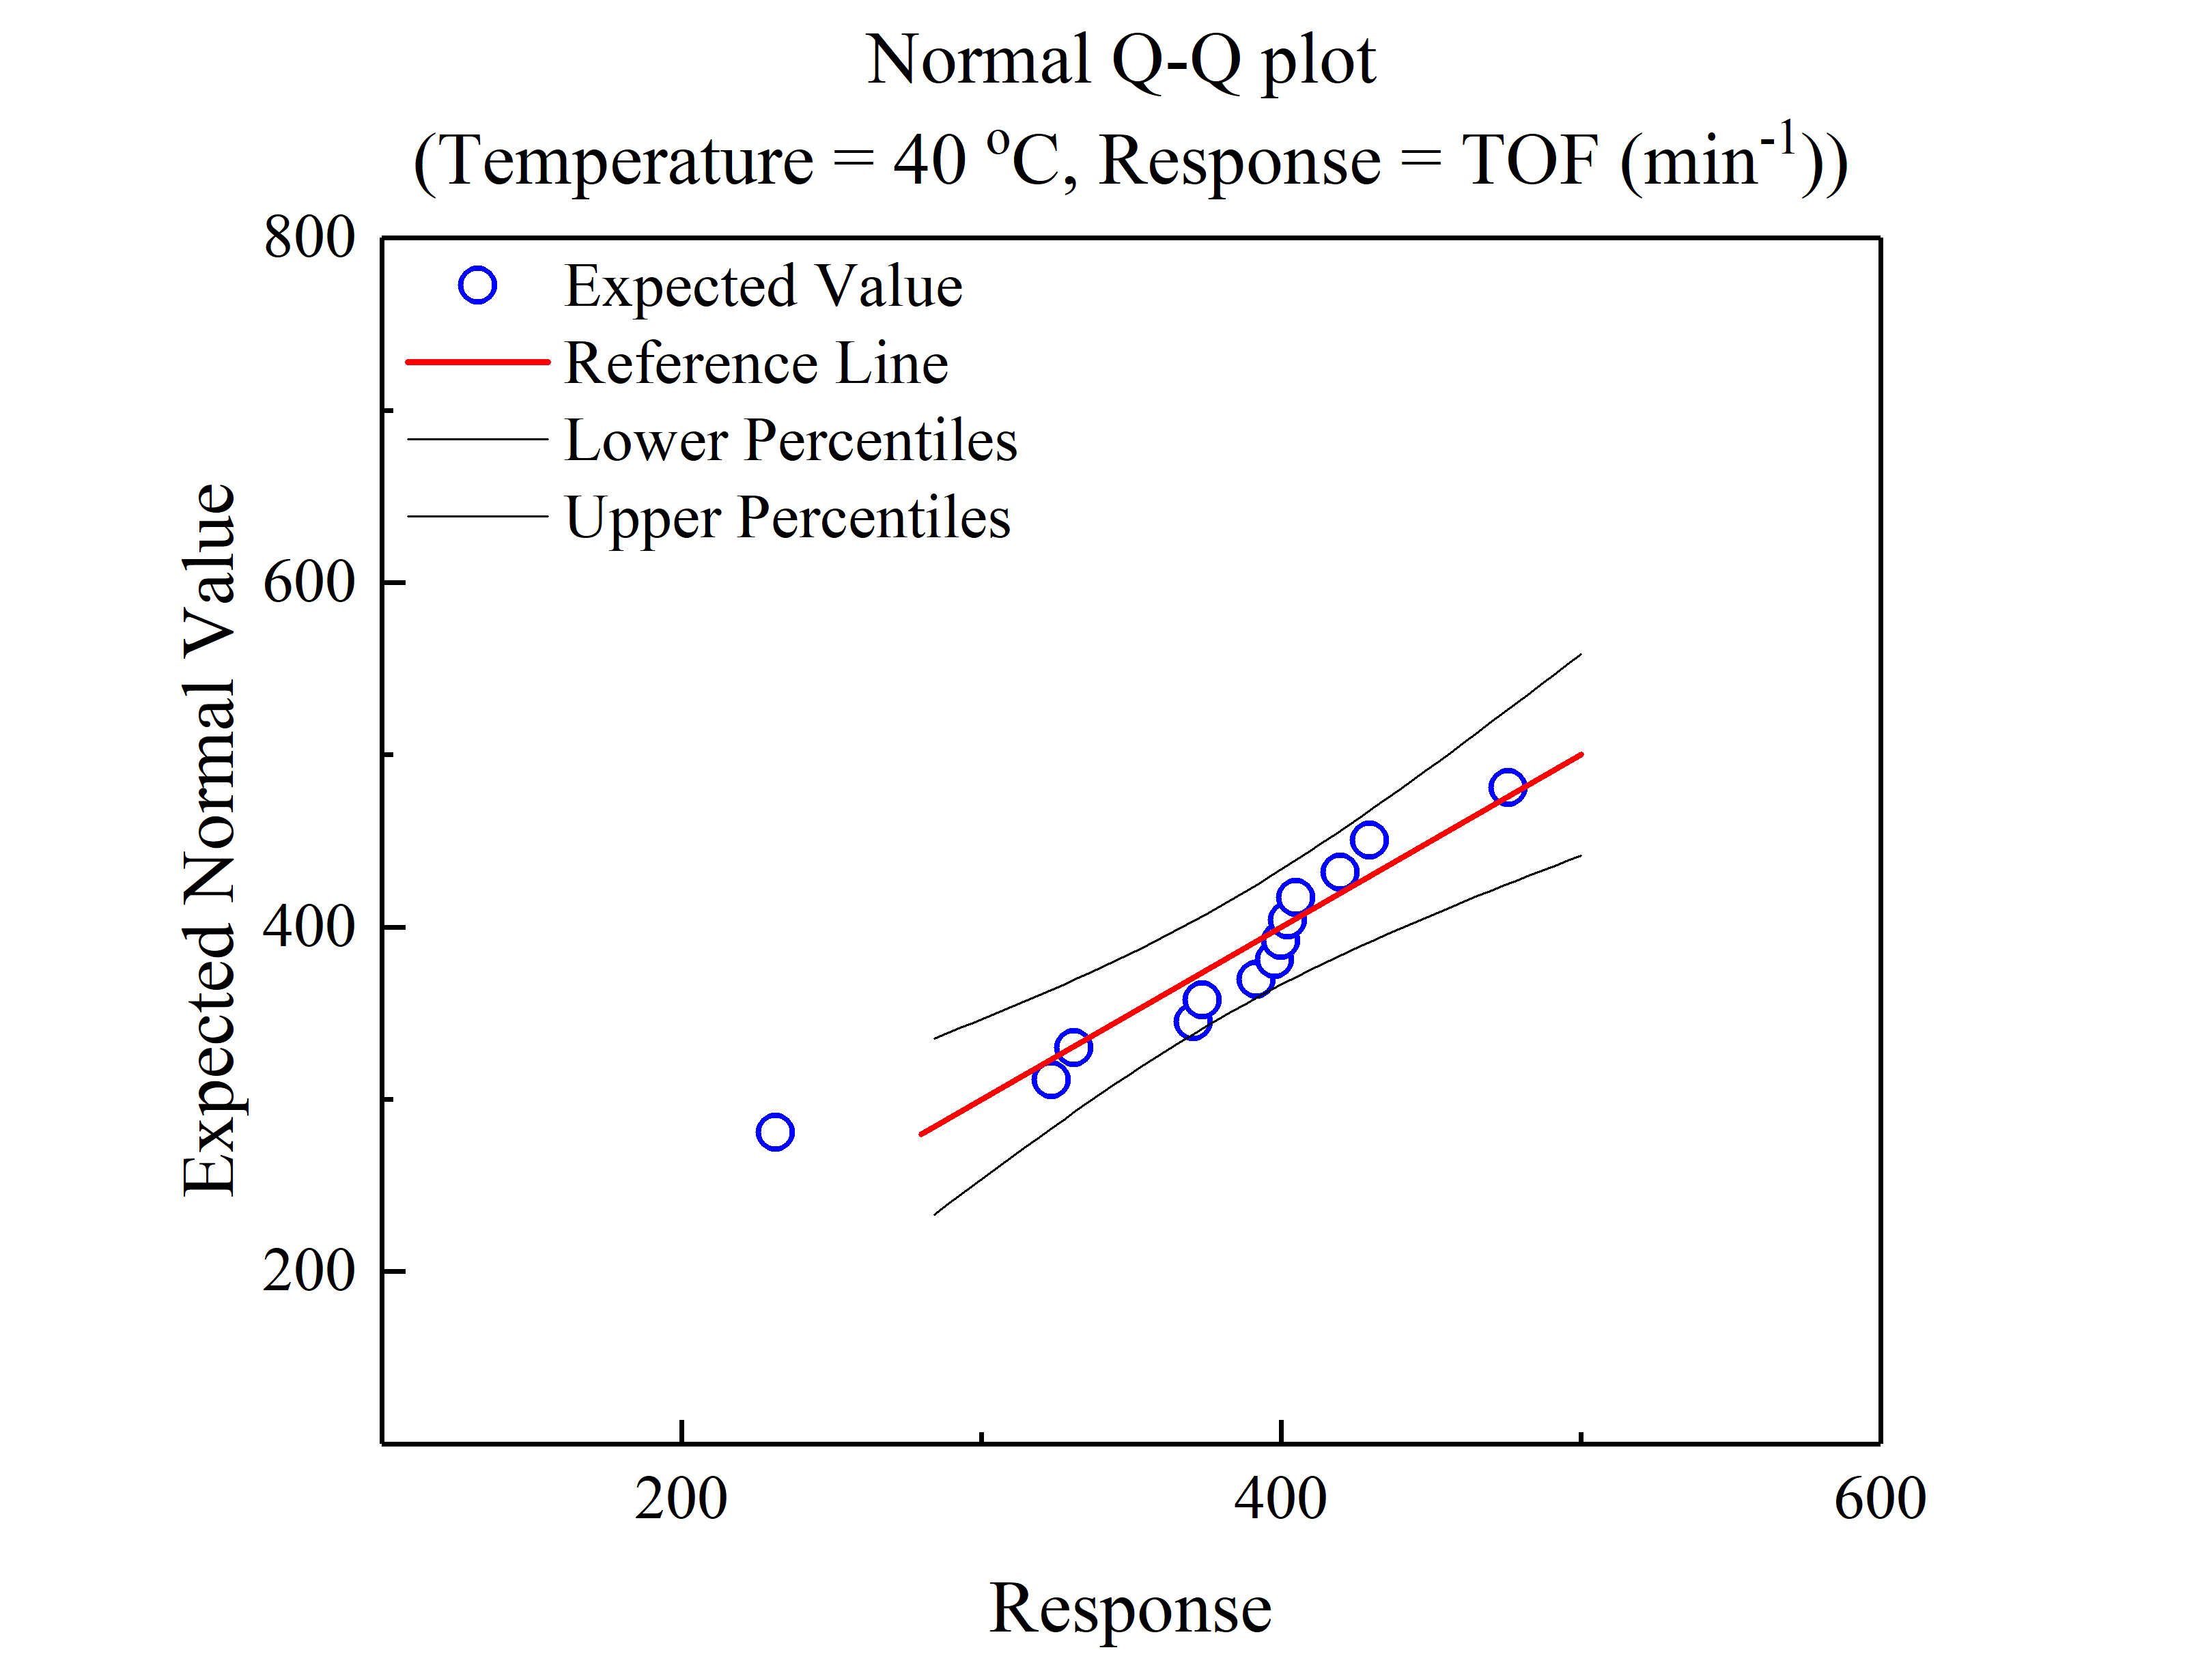 Normal Q-Q plot
(Temperature = 40 ºC, Response = TOF (min⁻¹))
800
Expected Value
Reference Line
Lower Percentiles
Upper Percentiles
600
400
200
Expected Normal Value
200
400
600
Response